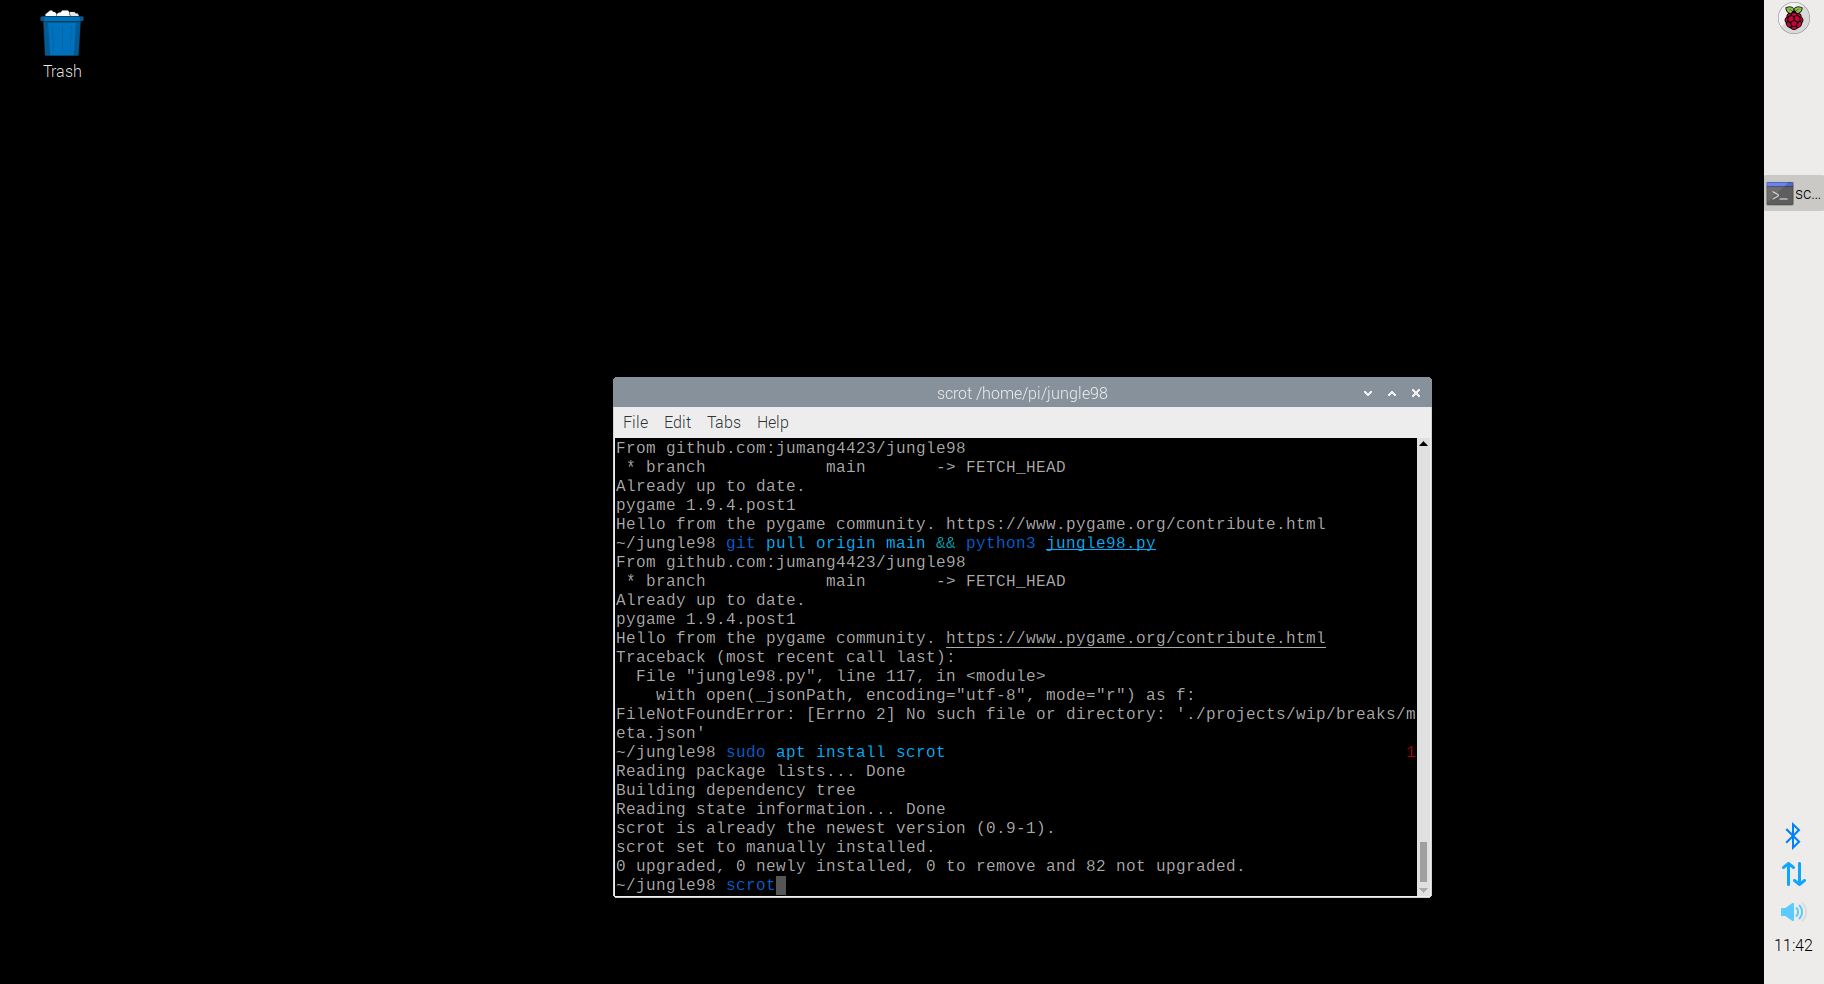 Trash
sc...
scrot /home/pi/jungle98
File Edit Tabs Help
From github.com:jumang4423/jungle98
 * branch            main       -> FETCH_HEAD
Already up to date.
pygame 1.9.4.post1
Hello from the pygame community. https://www.pygame.org/contribute.html
~/jungle98 git pull origin main && python3 jungle98.py
From github.com:jumang4423/jungle98
 * branch            main       -> FETCH_HEAD
Already up to date.
pygame 1.9.4.post1
Hello from the pygame community. https://www.pygame.org/contribute.html
Traceback (most recent call last):
  File "jungle98.py", line 117, in <module>
    with open(_jsonPath, encoding="utf-8", mode="r") as f:
FileNotFoundError: [Errno 2] No such file or directory: './projects/wip/breaks/m
eta.json'
~/jungle98 sudo apt install scrot 1
Reading package lists... Done
Building dependency tree
Reading state information... Done
scrot is already the newest version (0.9-1).
scrot set to manually installed.
0 upgraded, 0 newly installed, 0 to remove and 82 not upgraded.
~/jungle98 scrot
11:42